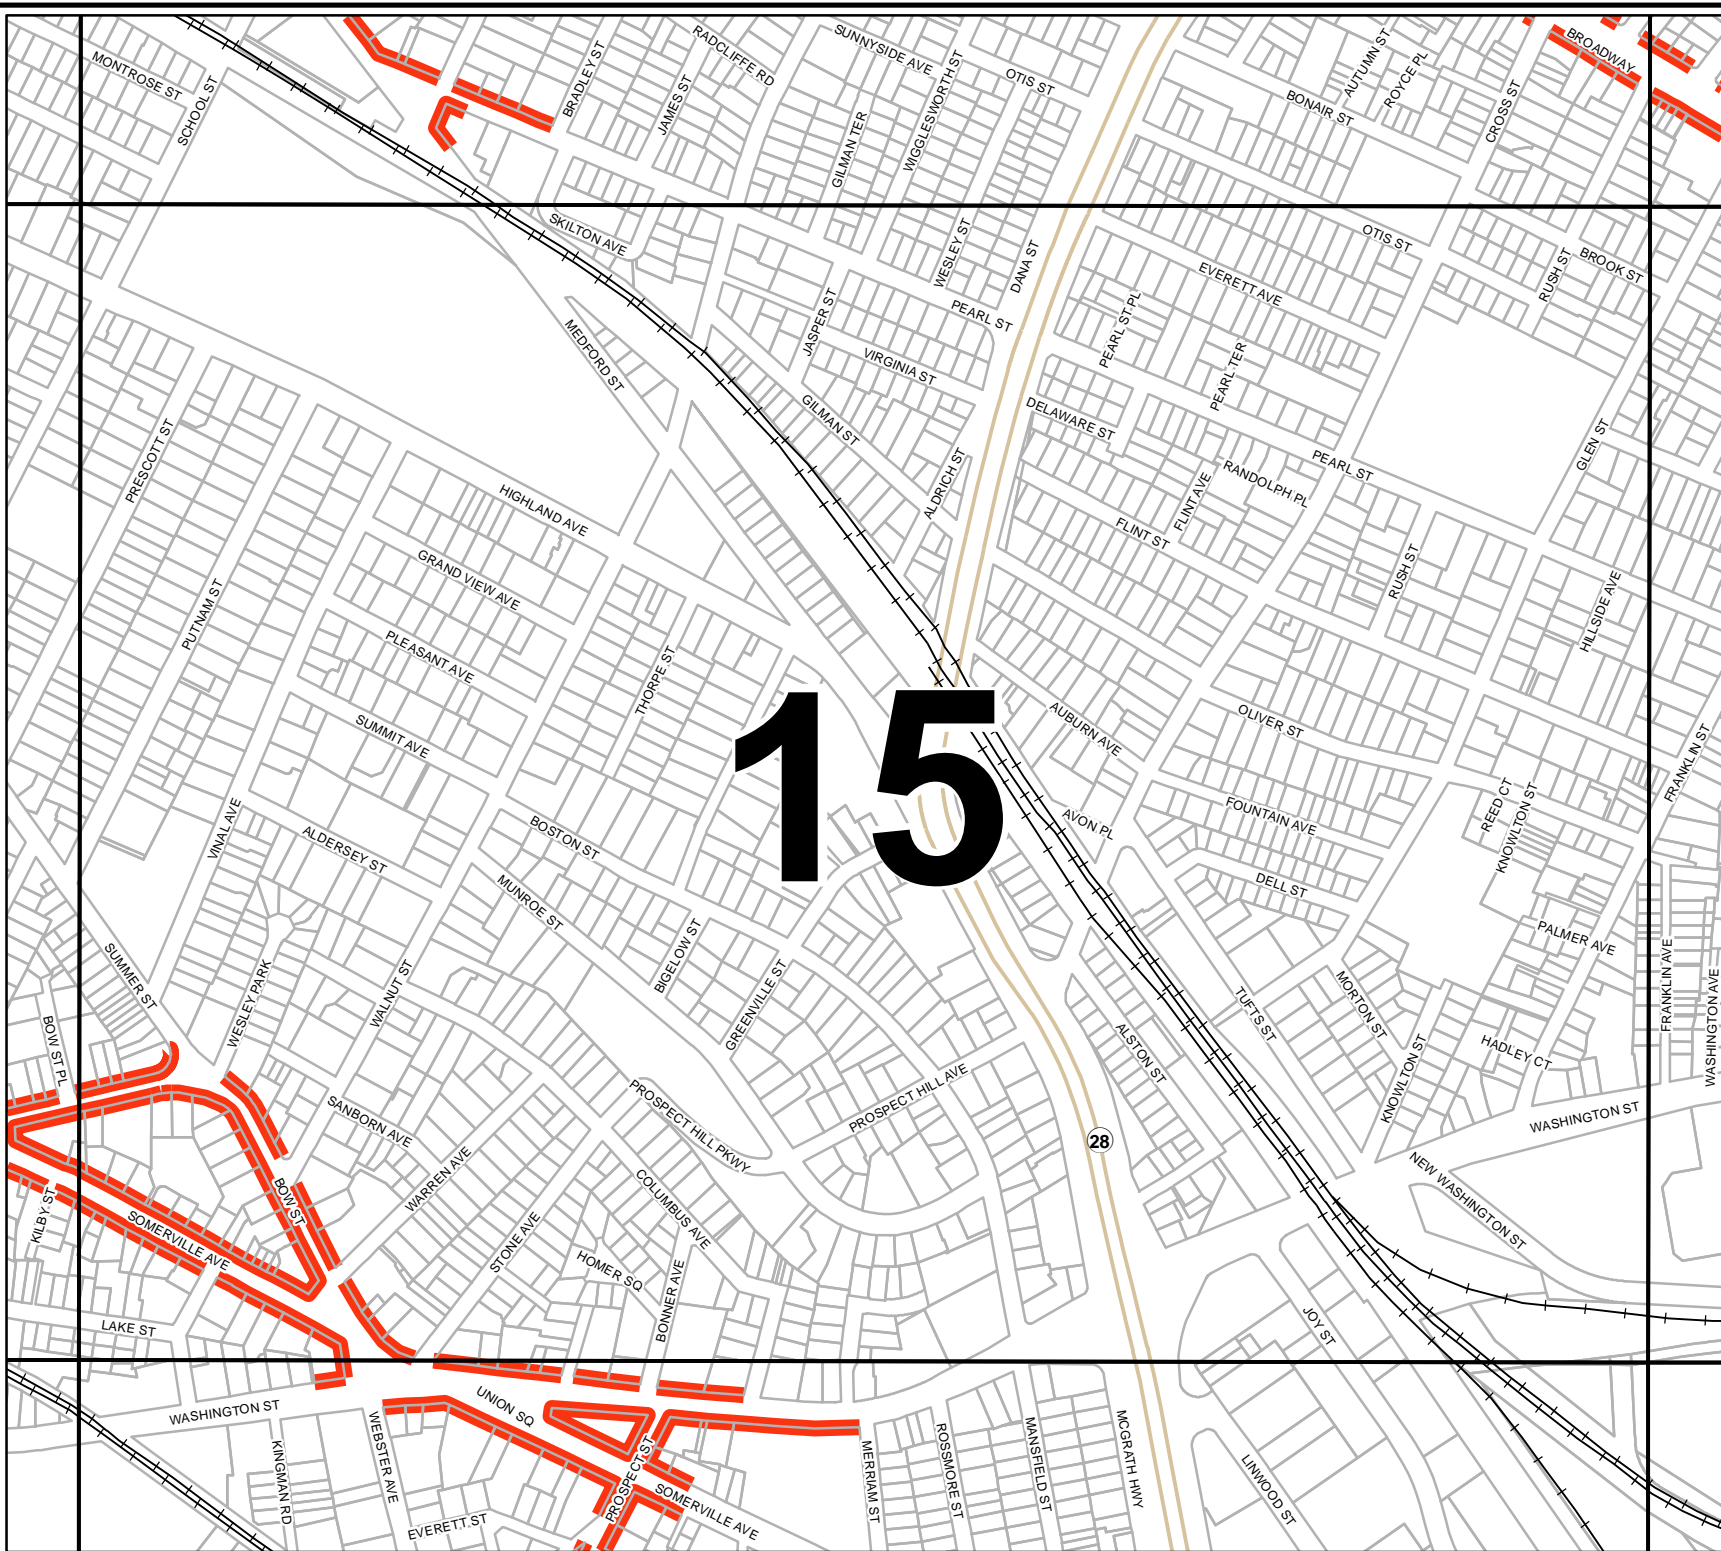 MONTROSE ST
SCHOOL ST
BRADLEY ST
RADCLIFFE RD
JAMES ST
SUNNYSIDE AVE
WIGGLESWORTH ST
OTIS ST
GILMAN TER
AUTUMN ST
ROYCE PL
BONAIR ST
CROSS ST
BROADWAY
SKILTON AVE
WESLEY ST
DANA ST
OTIS ST
BROOK ST
RUSH ST
EVERETT AVE
PEARL ST
JASPER ST
PEARL ST PL
MEDFORD ST
VIRGINIA ST
PEARL TER
GILMAN ST
DELAWARE ST
PRESCOTT ST
GLEN ST
PEARL ST
RANDOLPH PL
ALDRICH ST
FLINT AVE
HIGHLAND AVE
FLINT ST
GRAND VIEW AVE
RUSH ST
HILLSIDE AVE
PUTNAM ST
PLEASANT AVE
THORPE ST
SUMMIT AVE
AUBURN AVE
OLIVER ST
FRANKLIN ST
15
REED CT
KNOWLTON ST
VINAL AVE
ALDERSEY ST
BOSTON ST
AVON PL
FOUNTAIN AVE
MUNROE ST
DELL ST
PALMER AVE
FRANKLIN AVE
WASHINGTON AVE
SUMMER ST
WESLEY PARK
WALNUT ST
BIGELOW ST
GREENVILLE ST
TUFTS ST
MORTON ST
BOW ST PL
ALSTON ST
HADLEY CT
KNOWLTON ST
SANBORN AVE
PROSPECT HILL PKWY
PROSPECT HILL AVE
WASHINGTON ST
28
NEW WASHINGTON ST
WARREN AVE
COLUMBUS AVE
BOW ST
KILBY ST
SOMERVILLE AVE
STONE AVE
HOMER SQ
BONNER AVE
LAKE ST
JOY ST
WASHINGTON ST
UNION SQ
WEBSTER AVE
KINGMAN RD
PROSPECT ST
SOMERVILLE AVE
EVERETT ST
MERRIAM ST
ROSSMORE ST
MANSFIELD ST
MCGRATH HWY
LINWOOD ST